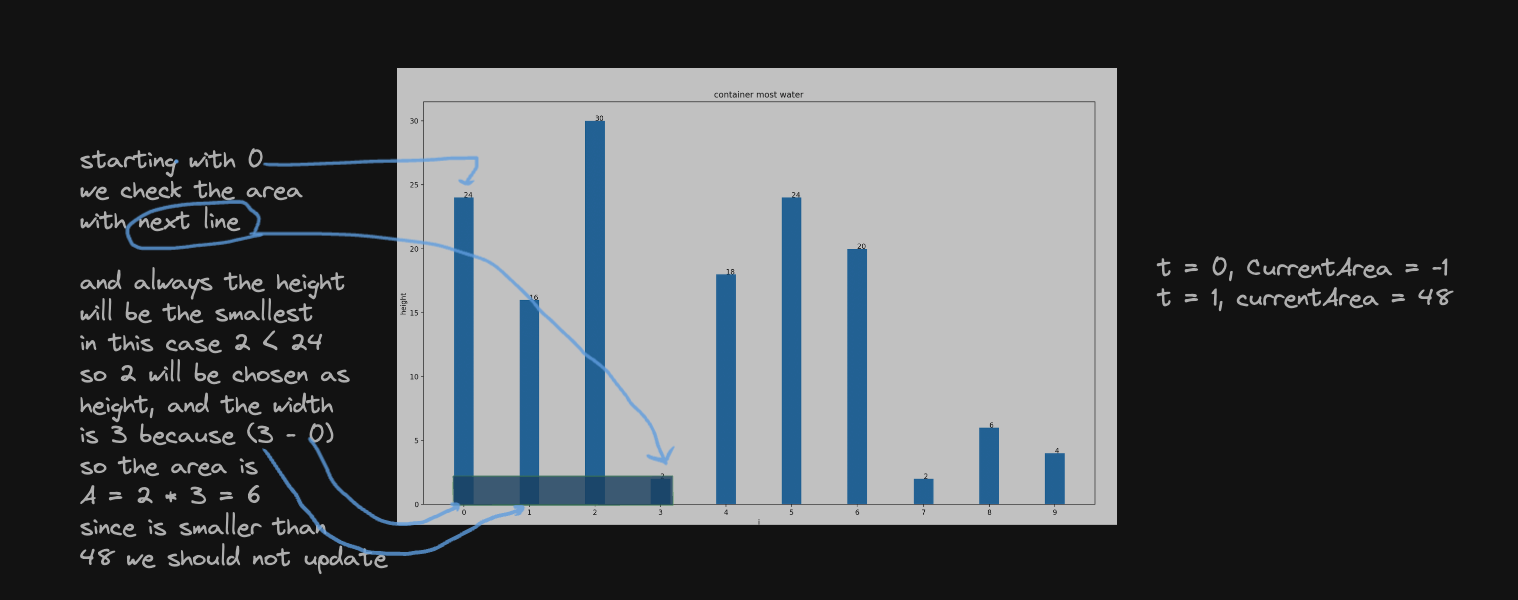 container most water
starting with 0
we check the area
with next line
and always the height
will be the smallest
in this case 2 < 24
so 2 will be chosen as
height, and the width
is 3 because (3 - 0)
so the area is
A = 2 * 3 = 6
since is smaller than
48 we should not update
height
30
25
20
15
10
5
0
24
16
30
2
18
24
20
2
6
4
0 1 2 3 4 5 6 7 8 9
i
t = 0, CurrentArea = -1
t = 1, currentArea = 48